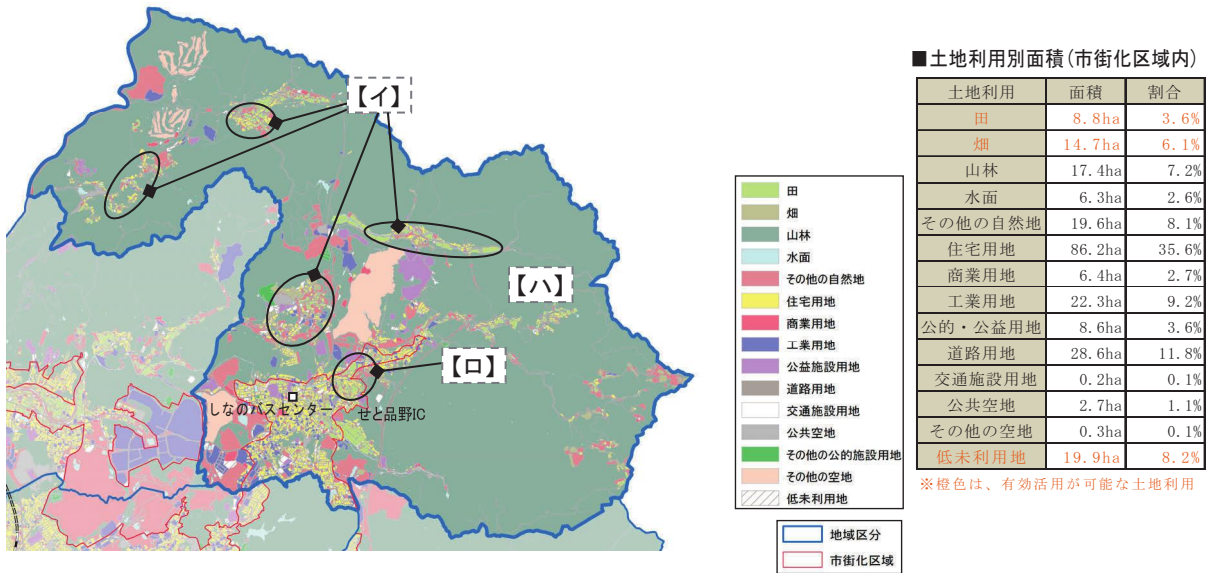 【イ】
【ハ】
【ロ】
しなのバスセンター
せと品野IC
田
畑
山林
水面
その他の自然地
住宅用地
商業用地
工業用地
公益施設用地
道路用地
交通施設用地
公共空地
その他の公的施設用地
その他の空地
低未利用地
地域区分
市街化区域
■土地利用別面積(市街化区域内)
土地利用 面積 割合
田 8.8ha 3.6%
畑 14.7ha 6.1%
山林 17.4ha 7.2%
水面 6.3ha 2.6%
その他の自然地 19.6ha 8.1%
住宅用地 86.2ha 35.6%
商業用地 6.4ha 2.7%
工業用地 22.3ha 9.2%
公的・公益用地 8.6ha 3.6%
道路用地 28.6ha 11.8%
交通施設用地 0.2ha 0.1%
公共空地 2.7ha 1.1%
その他の空地 0.3ha 0.1%
低未利用地 19.9ha 8.2%
※橙色は、有効活用が可能な土地利用